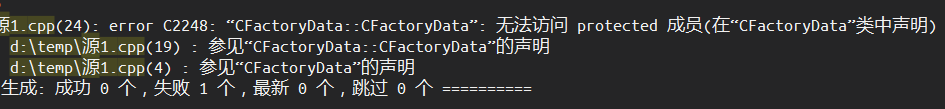 源1.cpp(24): error C2248: “CFactoryData::CFactoryData”: 无法访问 protected 成员(在“CFactoryData”类中声明)
d:\temp\源1.cpp(19) : 参见“CFactoryData::CFactoryData”的声明
d:\temp\源1.cpp(4) : 参见“CFactoryData”的声明
生成: 成功 0 个，失败 1 个，最新 0 个，跳过 0 个 ==========